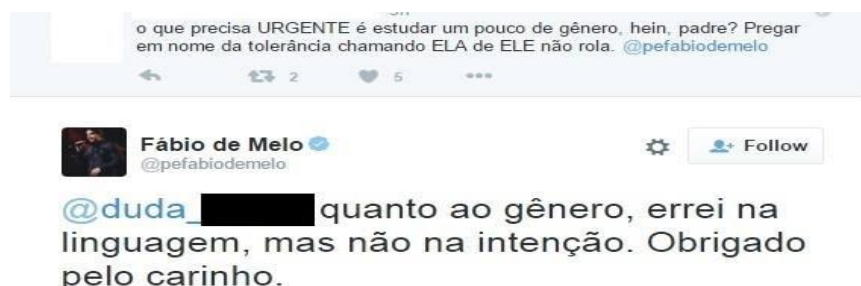 o que precisa URGENTE é estudar um pouco de gênero, hein, padre? Pregar
em nome da tolerância chamando ELA de ELE não rola. @pefabiodemelo
2 5
Fábio de Melo
Follow
@pefabiodemelo
@duda_ quanto ao gênero, errei na
linguagem, mas não na intenção. Obrigado
pelo carinho.